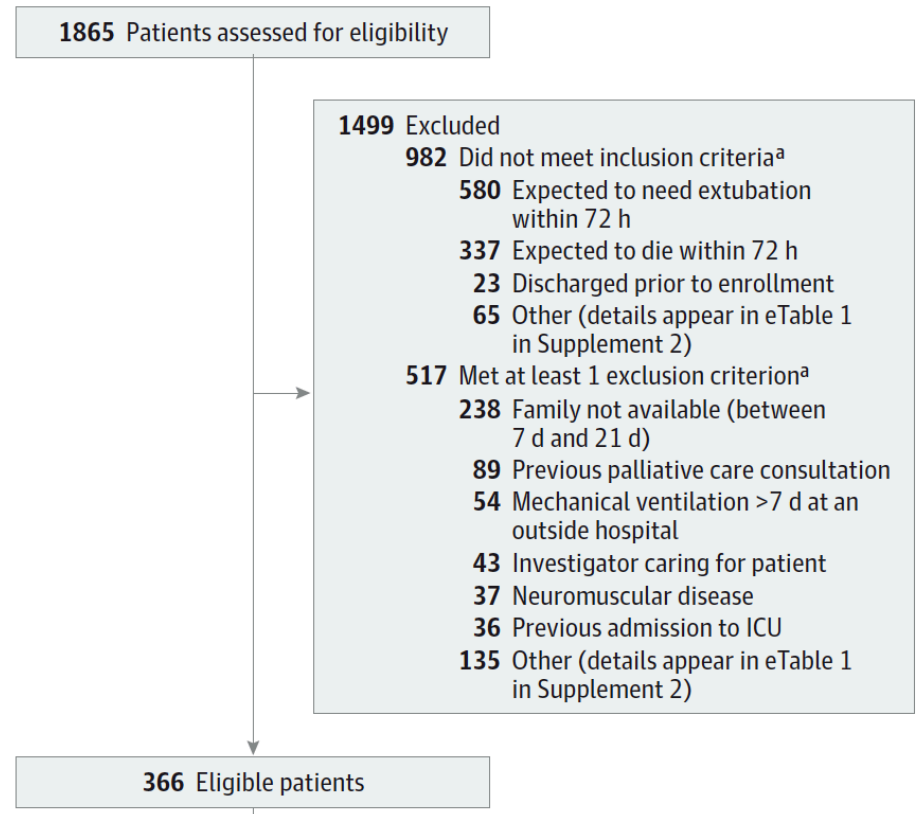 1865 Patients assessed for eligibility
1499 Excluded
982 Did not meet inclusion criteriaᵃ
580 Expected to need extubation
within 72 h
337 Expected to die within 72 h
23 Discharged prior to enrollment
65 Other (details appear in eTable 1
in Supplement 2)
517 Met at least 1 exclusion criterionᵃ
238 Family not available (between
7 d and 21 d)
89 Previous palliative care consultation
54 Mechanical ventilation >7 d at an
outside hospital
43 Investigator caring for patient
37 Neuromuscular disease
36 Previous admission to ICU
135 Other (details appear in eTable 1
in Supplement 2)
366 Eligible patients